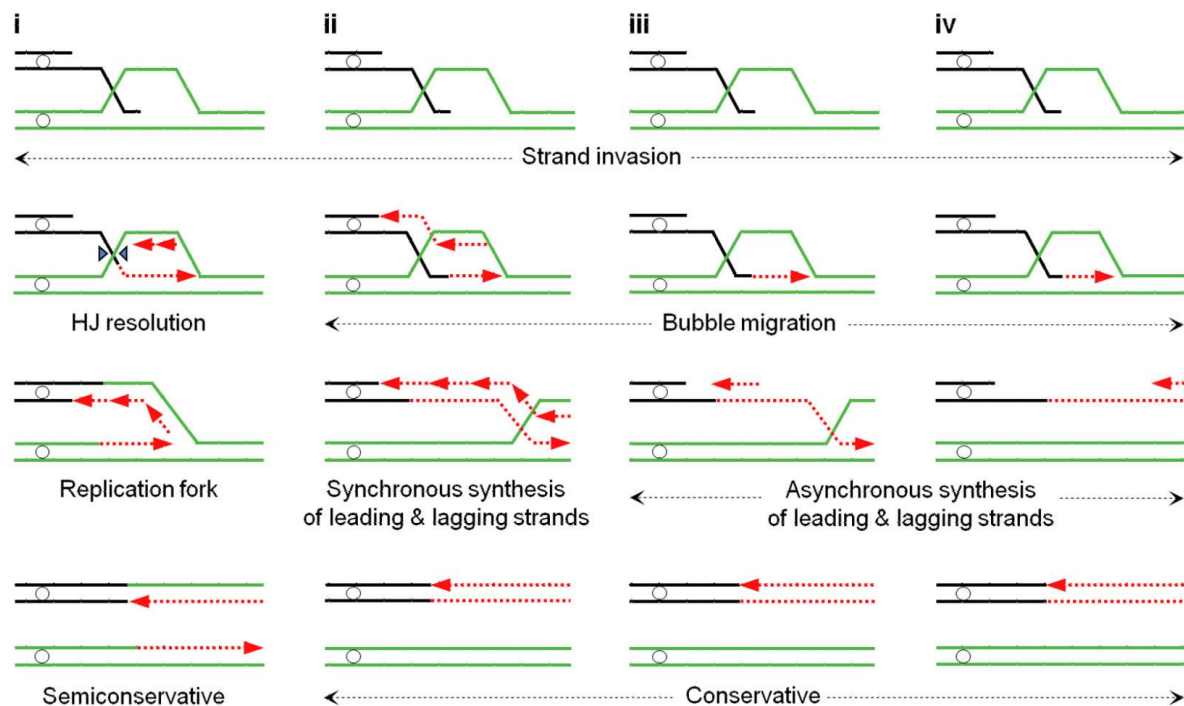 i ii iii iv
Strand invasion
HJ resolution
Bubble migration
Replication fork
Synchronous synthesis
of leading & lagging strands
Asynchronous synthesis
of leading & lagging strands
Semiconservative
Conservative